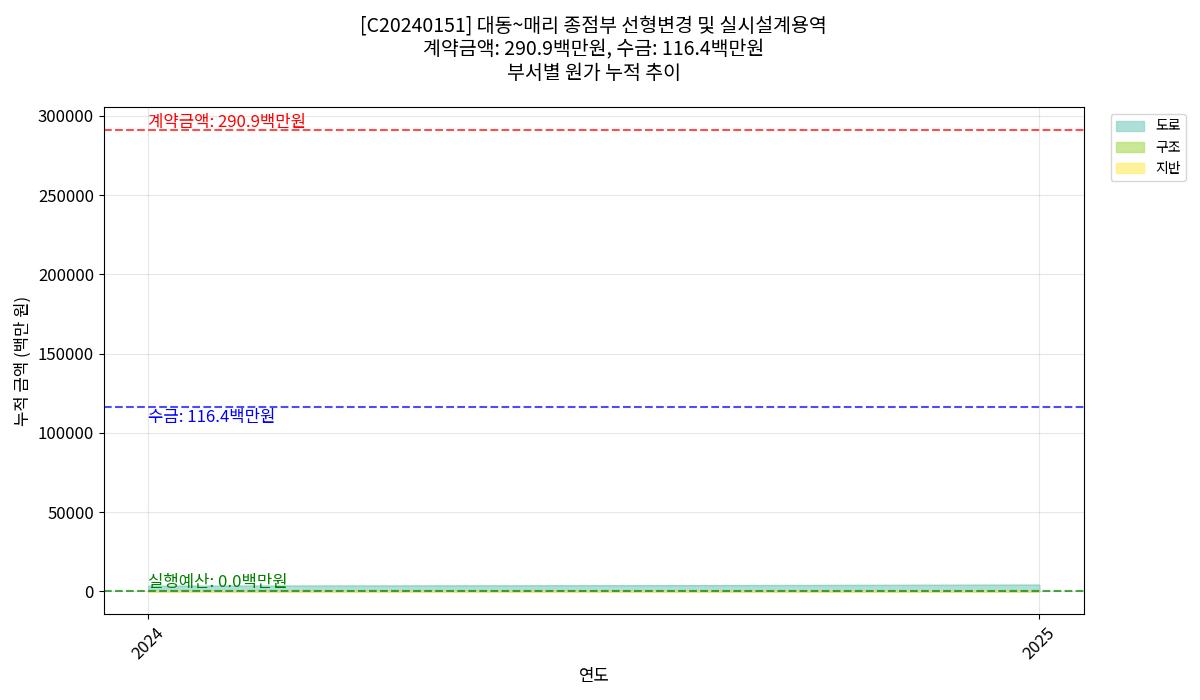 [C20240151] 대동~매리 종점부 선형변경 및 실시설계용역
계약금액: 290.9백만원, 수금: 116.4백만원
부서별 원가 누적 추이
300000
계약금액: 290.9백만원
도로
구조
지반
250000
200000
누적 금액 (백만 원)
150000
수금: 116.4백만원
100000
50000
실행예산: 0.0백만원
0
2024
2025
연도